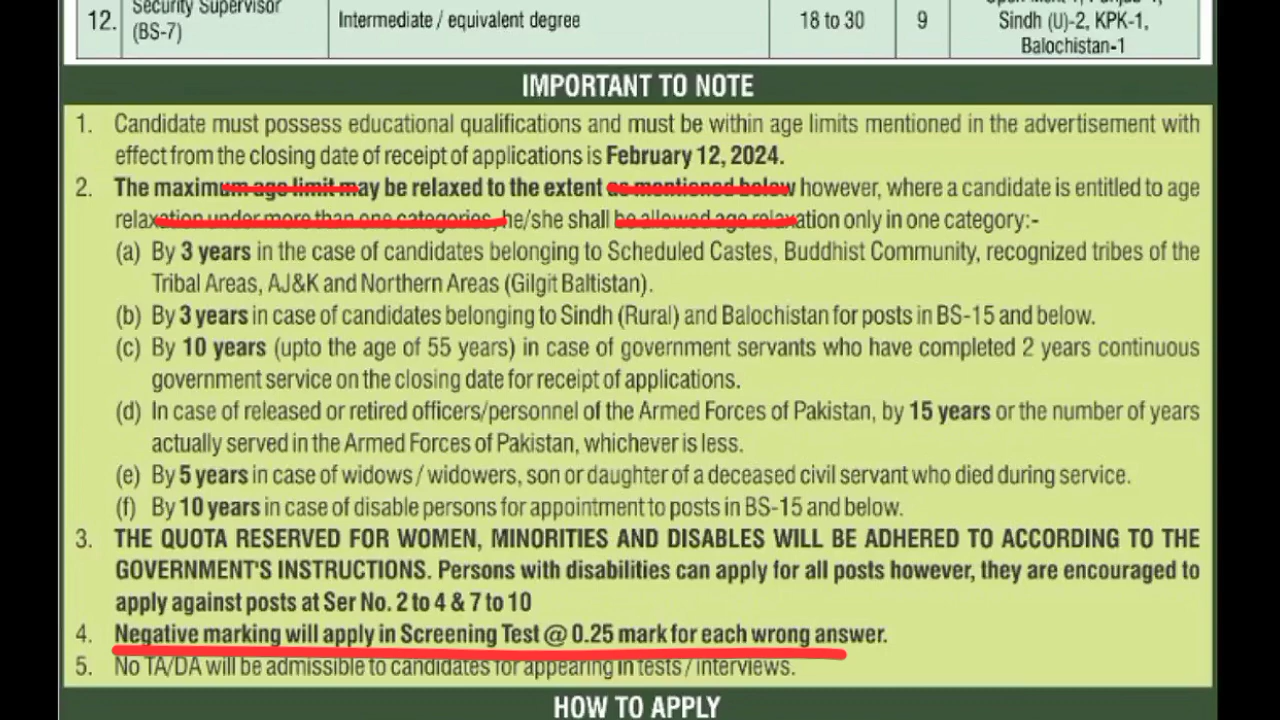 12. Security Supervisor (BS-7) Intermediate / equivalent degree 18 to 30 9 Sindh (U)-2, KPK-1, Balochistan-1
IMPORTANT TO NOTE
1. Candidate must possess educational qualifications and must be within age limits mentioned in the advertisement with
effect from the closing date of receipt of applications is February 12, 2024.
2. The maximum age limit may be relaxed to the extent as mentioned below however, where a candidate is entitled to age
relaxation under more than one categories, he/she shall be allowed age relaxation only in one category:-
(a) By 3 years in the case of candidates belonging to Scheduled Castes, Buddhist Community, recognized tribes of the
Tribal Areas, AJ&K and Northern Areas (Gilgit Baltistan).
(b) By 3 years in case of candidates belonging to Sindh (Rural) and Balochistan for posts in BS-15 and below.
(c) By 10 years (upto the age of 55 years) in case of government servants who have completed 2 years continuous
government service on the closing date for receipt of applications.
(d) In case of released or retired officers/personnel of the Armed Forces of Pakistan, by 15 years or the number of years
actually served in the Armed Forces of Pakistan, whichever is less.
(e) By 5 years in case of widows / widowers, son or daughter of a deceased civil servant who died during service.
(f) By 10 years in case of disable persons for appointment to posts in BS-15 and below.
3. THE QUOTA RESERVED FOR WOMEN, MINORITIES AND DISABLES WILL BE ADHERED TO ACCORDING TO THE
GOVERNMENT'S INSTRUCTIONS. Persons with disabilities can apply for all posts however, they are encouraged to
apply against posts at Ser No. 2 to 4 & 7 to 10
4. Negative marking will apply in Screening Test @ 0.25 mark for each wrong answer.
5. No TA/DA will be admissible to candidates for appearing in tests / interviews.
HOW TO APPLY